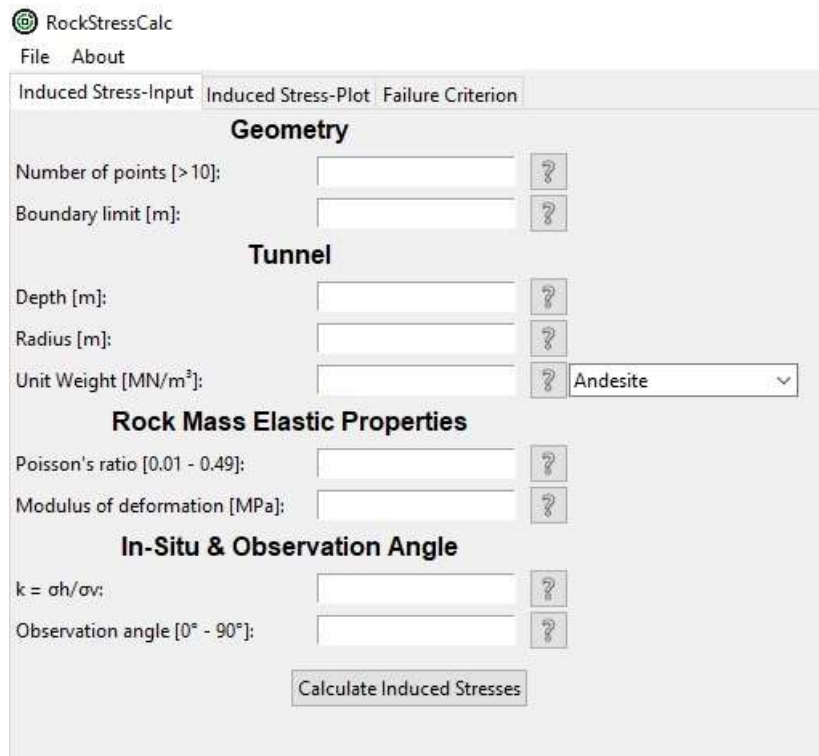 RockStressCalc
File About
Induced Stress-Input Induced Stress-Plot Failure Criterion
Geometry
Number of points [>10]: ?
Boundary limit [m]: ?
Tunnel
Depth [m]: ?
Radius [m]: ?
Unit Weight [MN/m³]: ? Andesite
Rock Mass Elastic Properties
Poisson's ratio [0.01 - 0.49]: ?
Modulus of deformation [MPa]: ?
In-Situ & Observation Angle
k = σh/σv: ?
Observation angle [0° - 90°]: ?
Calculate Induced Stresses